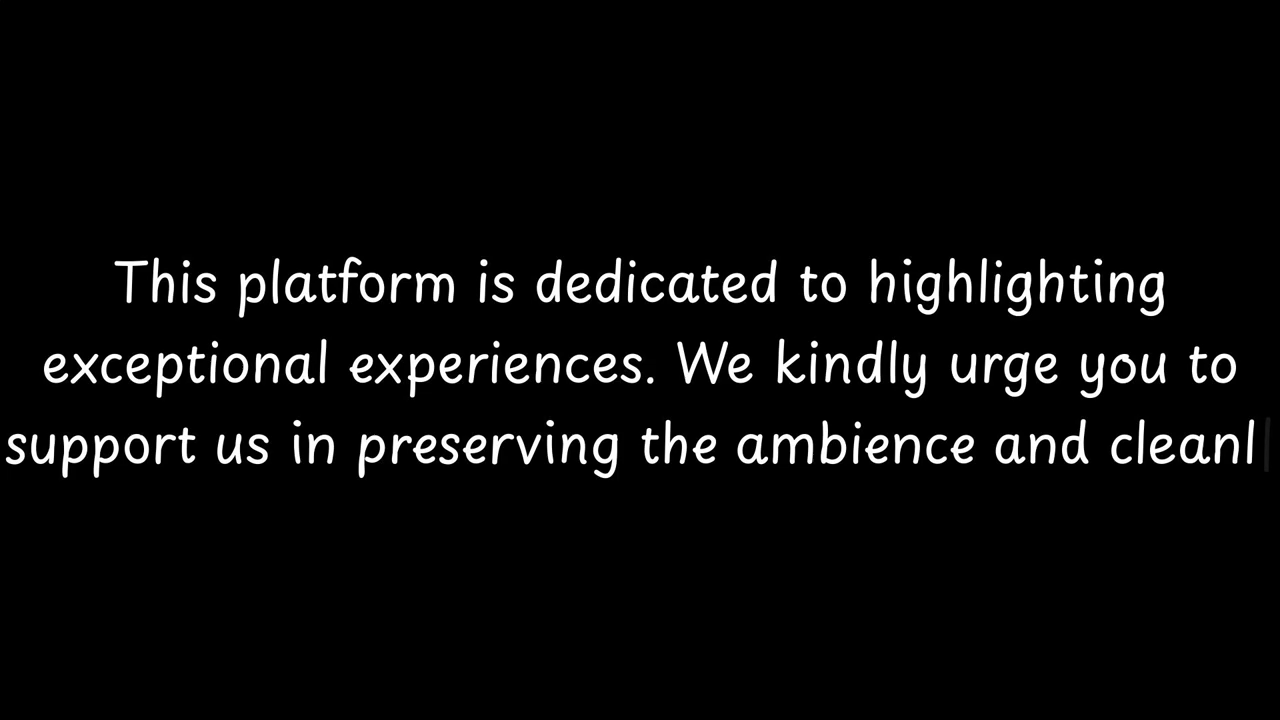 This platform is dedicated to highlighting
exceptional experiences. We kindly urge you to
support us in preserving the ambience and cleanl